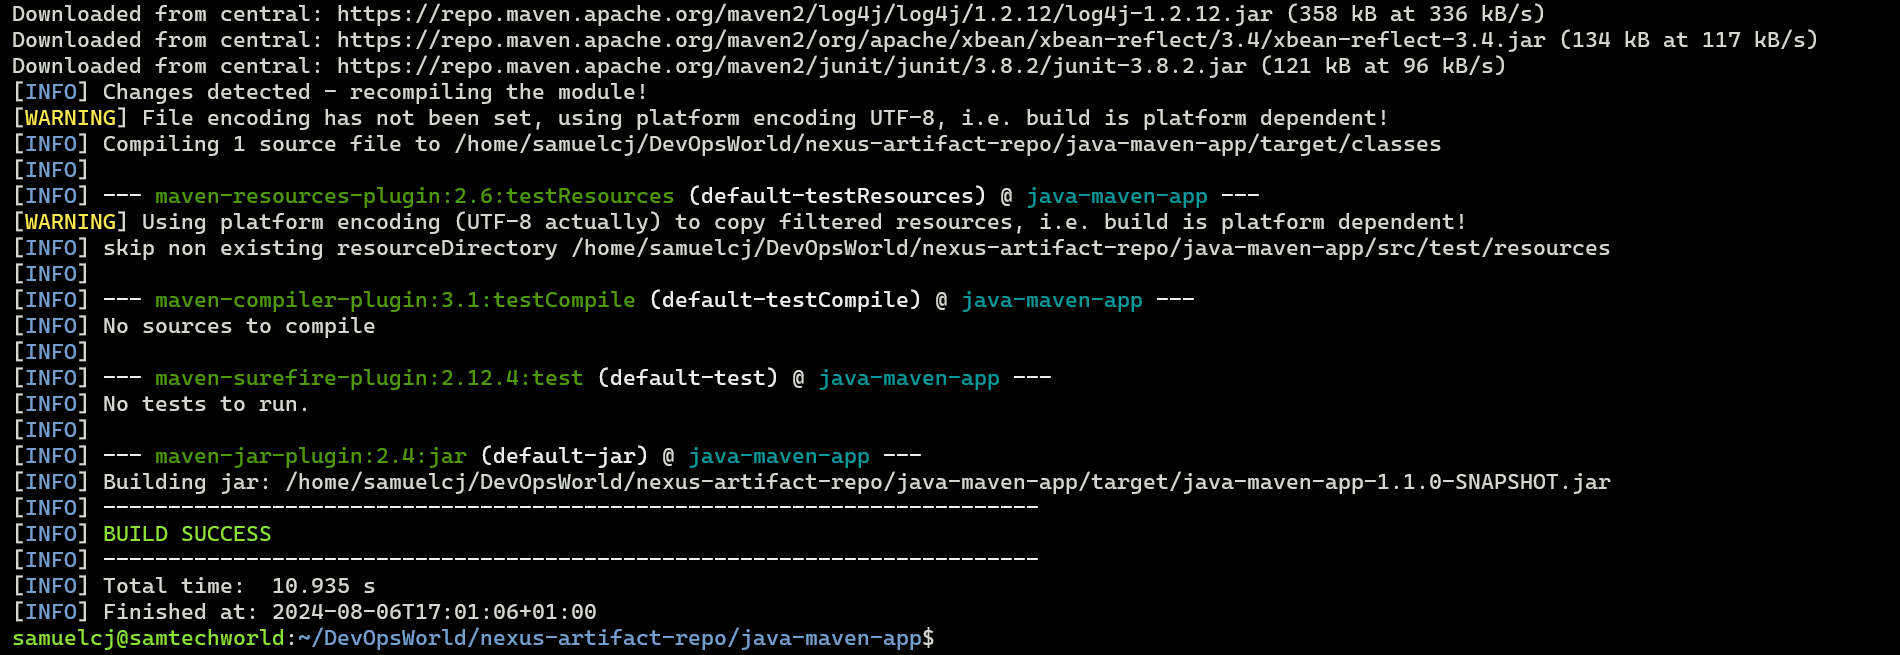 Downloaded from central: https://repo.maven.apache.org/maven2/log4j/log4j/1.2.12/log4j-1.2.12.jar (358 kB at 336 kB/s)
Downloaded from central: https://repo.maven.apache.org/maven2/org/apache/xbean/xbean-reflect/3.4/xbean-reflect-3.4.jar (134 kB at 117 kB/s)
Downloaded from central: https://repo.maven.apache.org/maven2/junit/junit/3.8.2/junit-3.8.2.jar (121 kB at 96 kB/s)
[INFO] Changes detected - recompiling the module!
[WARNING] File encoding has not been set, using platform encoding UTF-8, i.e. build is platform dependent!
[INFO] Compiling 1 source file to /home/samuelcj/DevOpsWorld/nexus-artifact-repo/java-maven-app/target/classes
[INFO]
[INFO] --- maven-resources-plugin:2.6:testResources (default-testResources) @ java-maven-app ---
[WARNING] Using platform encoding (UTF-8 actually) to copy filtered resources, i.e. build is platform dependent!
[INFO] skip non existing resourceDirectory /home/samuelcj/DevOpsWorld/nexus-artifact-repo/java-maven-app/src/test/resources
[INFO]
[INFO] --- maven-compiler-plugin:3.1:testCompile (default-testCompile) @ java-maven-app ---
[INFO] No sources to compile
[INFO]
[INFO] --- maven-surefire-plugin:2.12.4:test (default-test) @ java-maven-app ---
[INFO] No tests to run.
[INFO]
[INFO] --- maven-jar-plugin:2.4:jar (default-jar) @ java-maven-app ---
[INFO] Building jar: /home/samuelcj/DevOpsWorld/nexus-artifact-repo/java-maven-app/target/java-maven-app-1.1.0-SNAPSHOT.jar
[INFO] ------------------------------------------------------------------------
[INFO] BUILD SUCCESS
[INFO] ------------------------------------------------------------------------
[INFO] Total time:  10.935 s
[INFO] Finished at: 2024-08-06T17:01:06+01:00
samuelcj@samtechworld:~/DevOpsWorld/nexus-artifact-repo/java-maven-app$